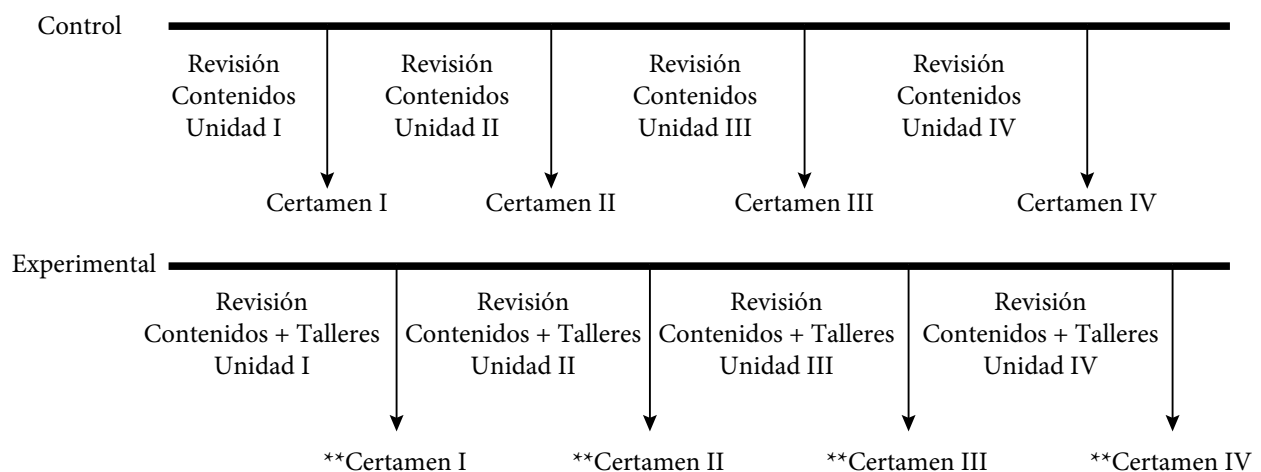 Control
Revisión
Contenidos
Unidad I
Revisión
Contenidos
Unidad II
Revisión
Contenidos
Unidad III
Revisión
Contenidos
Unidad IV
Certamen I
Certamen II
Certamen III
Certamen IV
Experimental
Revisión
Contenidos + Talleres
Unidad I
Revisión
Contenidos + Talleres
Unidad II
Revisión
Contenidos + Talleres
Unidad III
Revisión
Contenidos + Talleres
Unidad IV
**Certamen I
**Certamen II
**Certamen III
**Certamen IV